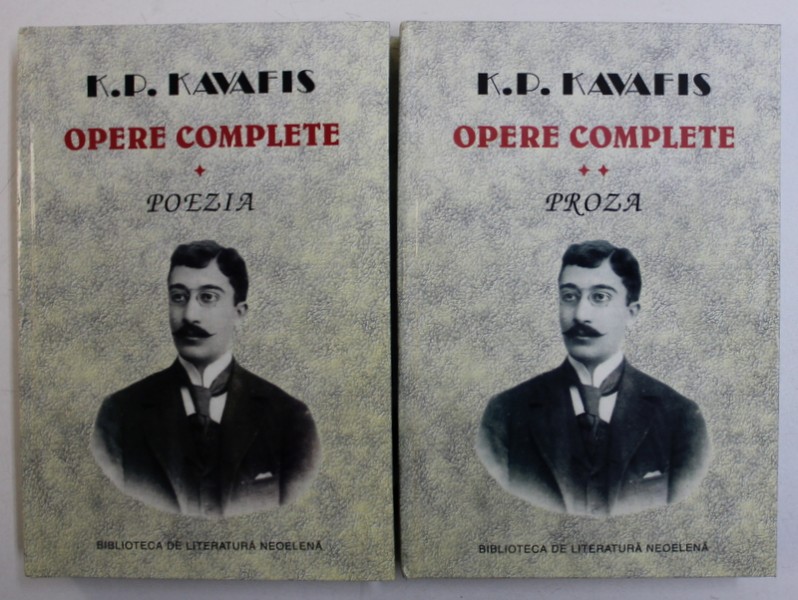 K.P. KAVAFIS
OPERE COMPLETE
POEZIA
BIBLIOTECA DE LITERATURĂ NEOELENĂ
K.P. KAVAFIS
OPERE COMPLETE
PROZA
BIBLIOTECA DE LITERATURĂ NEOELENĂ